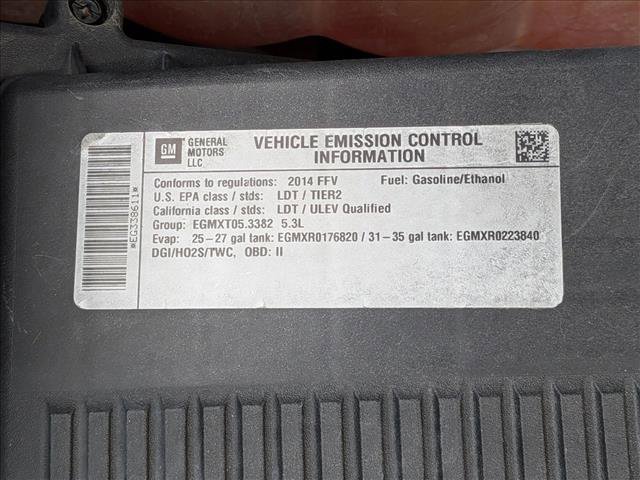 *EG338611*
GM GENERAL MOTORS LLC
VEHICLE EMISSION CONTROL
INFORMATION
Conforms to regulations: 2014 FFV Fuel: Gasoline/Ethanol
U.S. EPA class / stds: LDT / TIER2
California class / stds: LDT / ULEV Qualified
Group: EGMXT05.3382 5.3L
Evap: 25-27 gal tank: EGMXR0176820 / 31-35 gal tank: EGMXR0223840
DGI/HO2S/TWC, OBD: II